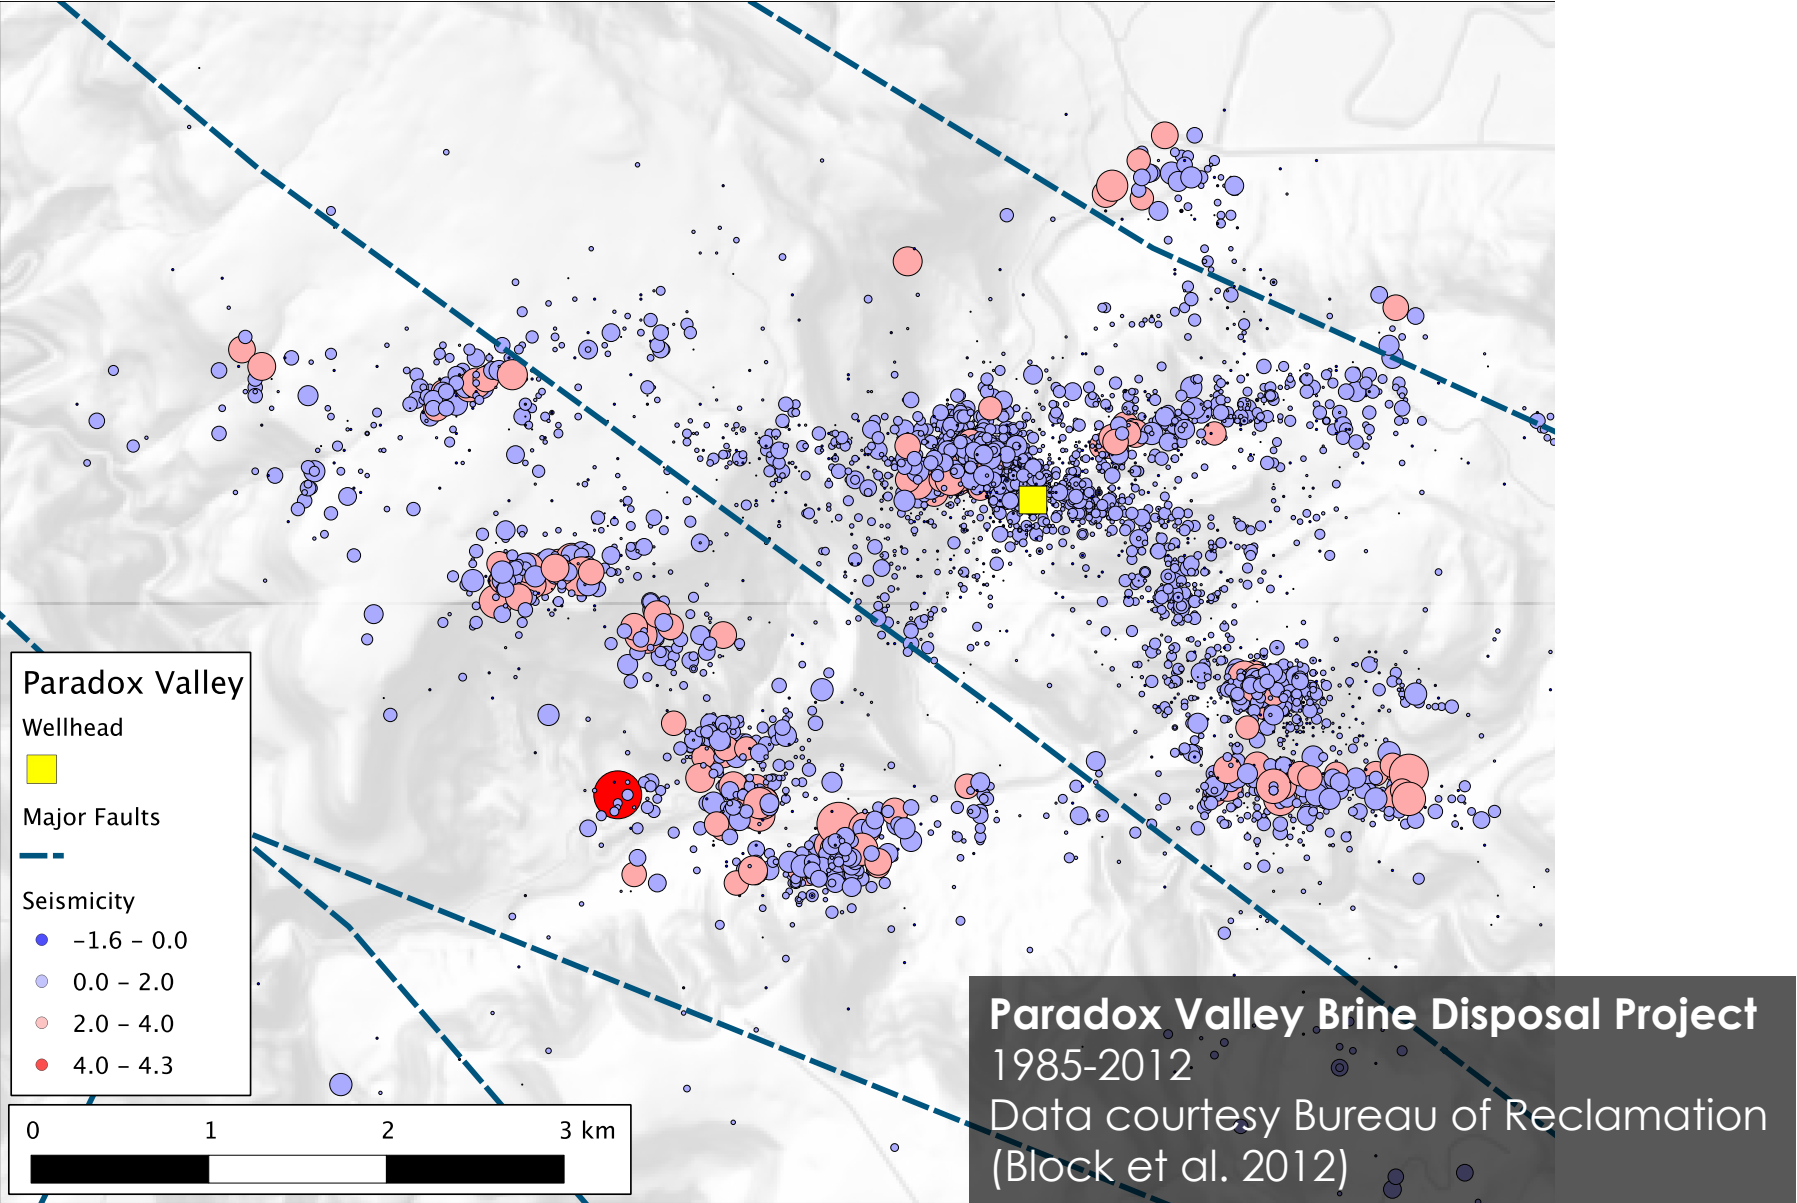 Paradox Valley
Wellhead
Major Faults
Seismicity
−1.6 – 0.0
0.0 – 2.0
2.0 – 4.0
4.0 – 4.3
0 1 2 3 km
Paradox Valley Brine Disposal Project
1985-2012
Data courtesy Bureau of Reclamation
(Block et al. 2012)